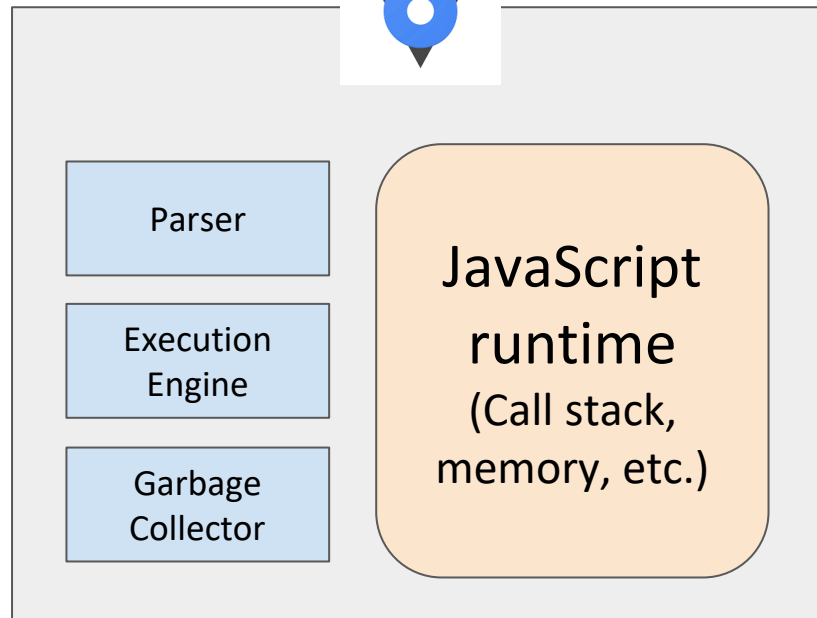 Parser
Execution
Engine
Garbage
Collector
JavaScript
runtime
(Call stack,
memory, etc.)